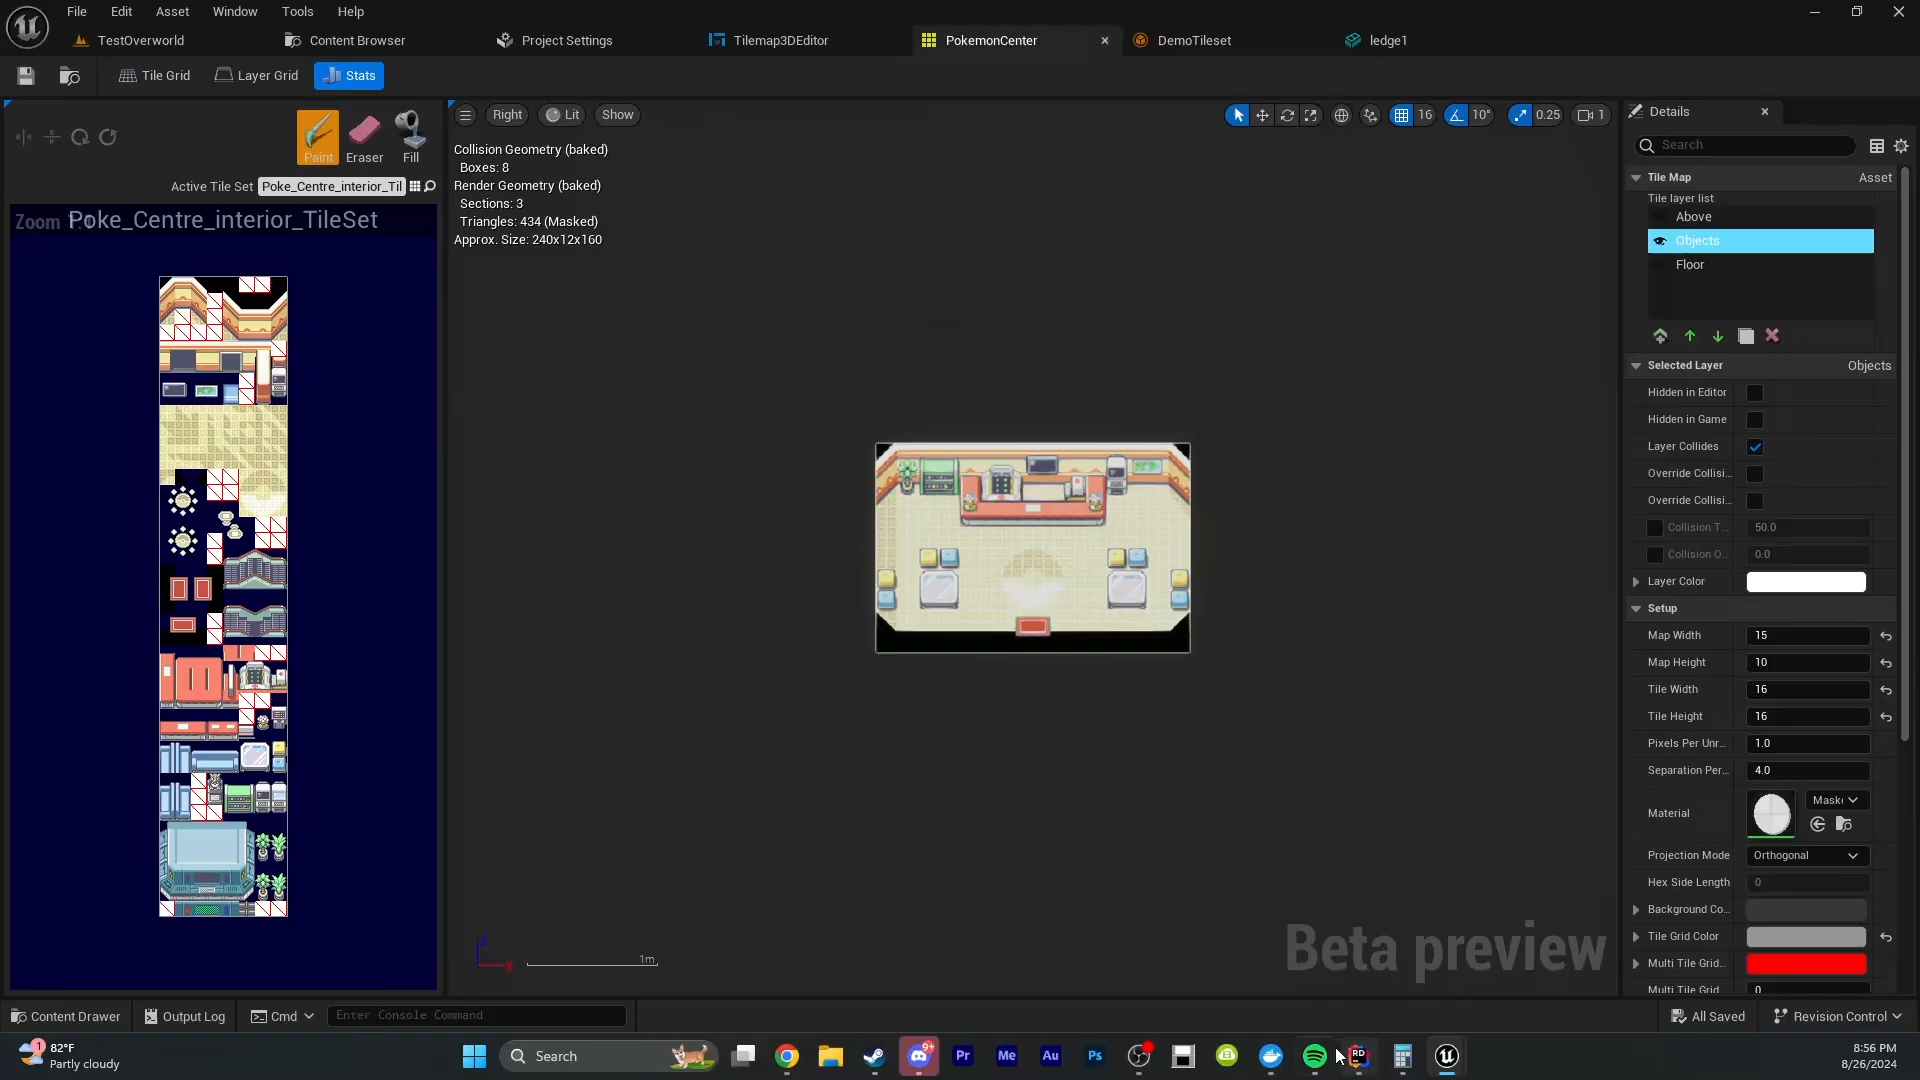 File Edit Asset Window Tools Help
TestOverworld Content Browser Project Settings Tilemap3DEditor PokemonCenter DemoTileset ledge1
Tile Grid Layer Grid Stats
Paint Eraser Fill
Active Tile Set Poke_Centre_interior_Til
Poke_Centre_interior_TileSet
Zoom
Right Lit Show
16 10° 0.25 1
Collision Geometry (baked)
Boxes: 8
Render Geometry (baked)
Sections: 3
Triangles: 434 (Masked)
Approx. Size: 240x12x160
1m
Beta preview
Details
Search
Tile Map Asset
Tile layer list
Above
Objects
Floor
Selected Layer Objects
Hidden in Editor
Hidden in Game
Layer Collides
Override Collisi...
Override Collisi...
Collision T... 50.0
Collision O... 0.0
Layer Color
Setup
Map Width 15
Map Height 10
Tile Width 16
Tile Height 16
Pixels Per Unr... 1.0
Separation Per... 4.0
Material Mask
Projection Mode Orthogonal
Hex Side Length 0
Background Co...
Tile Grid Color
Multi Tile Grid...
Multi Tile Grid 0
Content Drawer Output Log Cmd Enter Console Command All Saved Revision Control
1 82°F
Partly cloudy
Search
9+
Pr Me Au Ps
RD
8:56 PM
8/26/2024